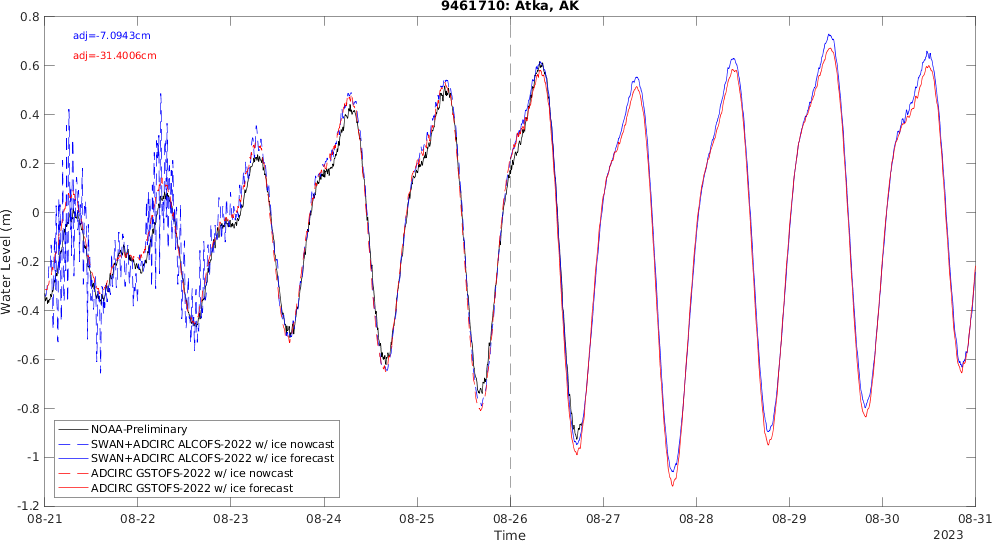 9461710: Atka, AK
adj=-7.0943cm
adj=-31.4006cm
Water Level (m)
0.8
0.6
0.4
0.2
0
-0.2
-0.4
-0.6
-0.8
-1
-1.2
NOAA-Preliminary
SWAN+ADCIRC ALCOFS-2022 w/ ice nowcast
SWAN+ADCIRC ALCOFS-2022 w/ ice forecast
ADCIRC GSTOFS-2022 w/ ice nowcast
ADCIRC GSTOFS-2022 w/ ice forecast
08-21 08-22 08-23 08-24 08-25 08-26 08-27 08-28 08-29 08-30 08-31
Time
2023